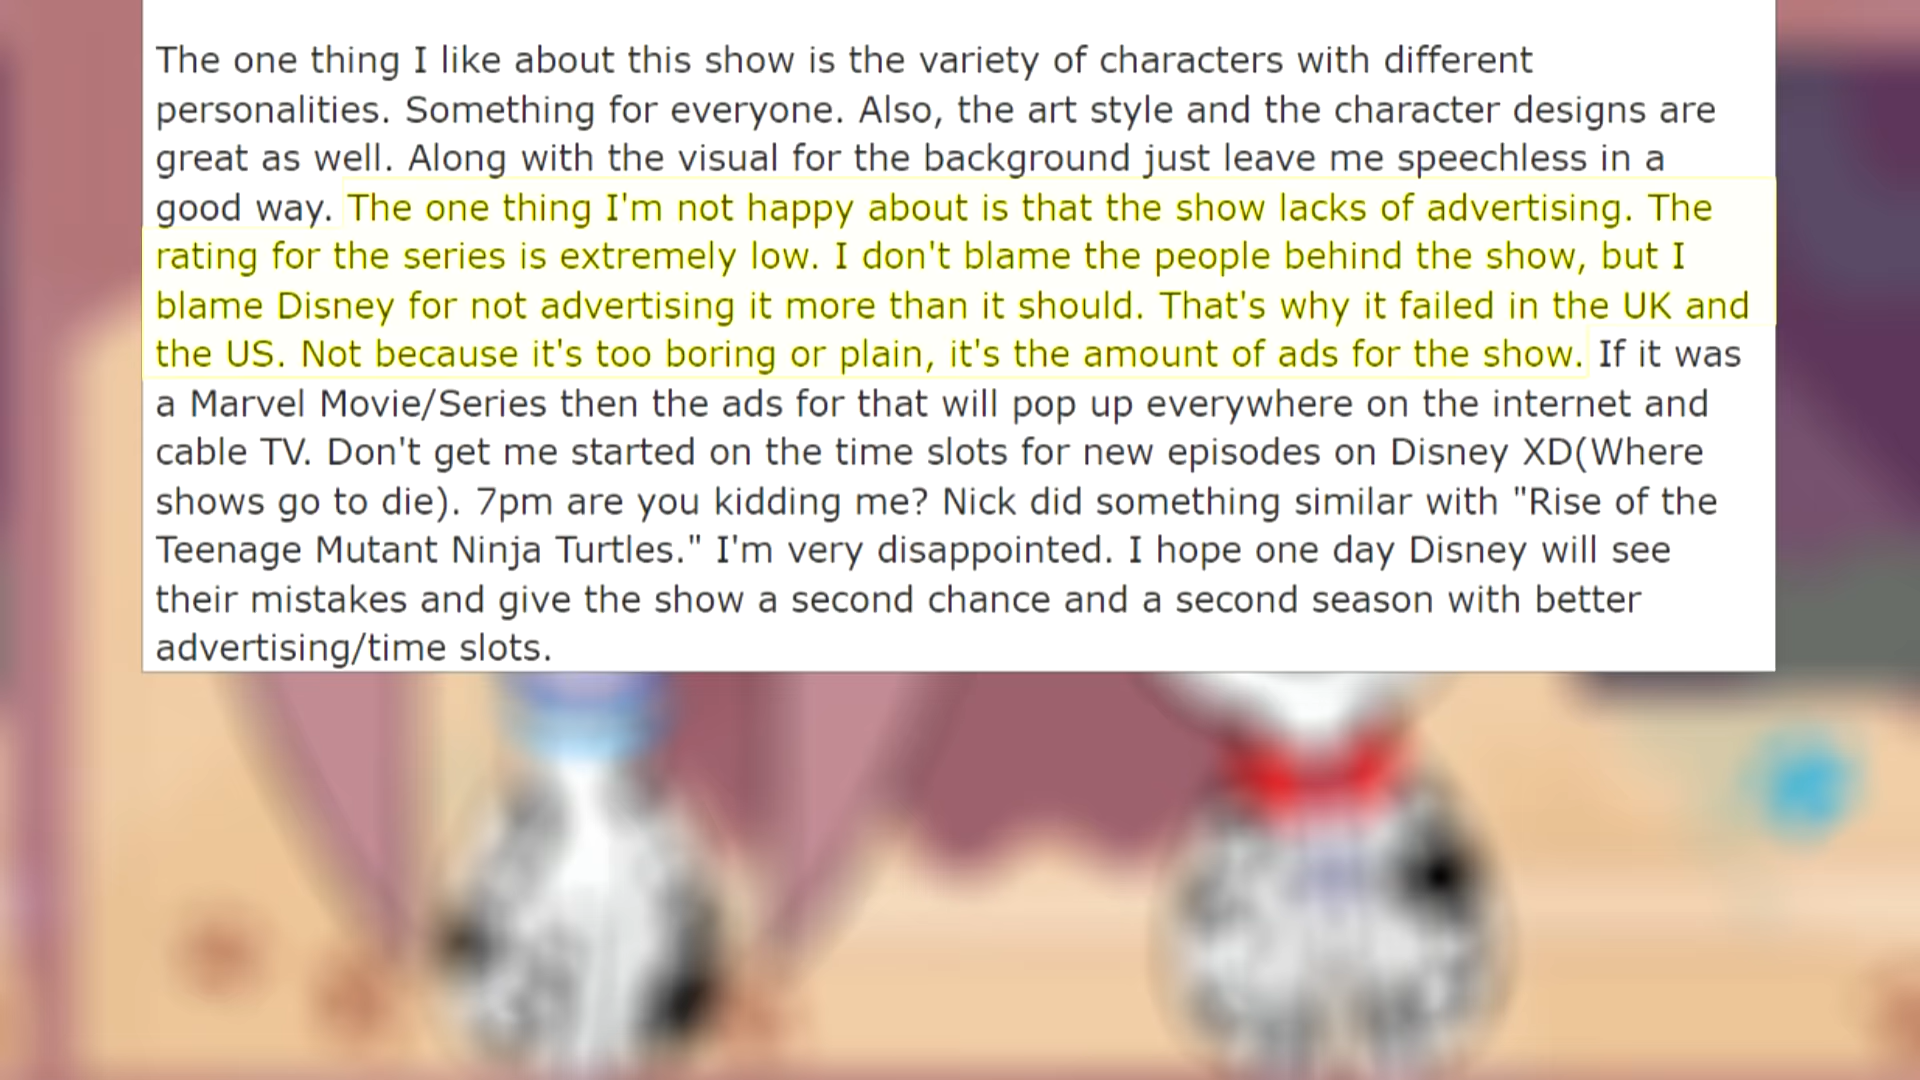 The one thing I like about this show is the variety of characters with different
personalities. Something for everyone. Also, the art style and the character designs are
great as well. Along with the visual for the background just leave me speechless in a
good way. The one thing I'm not happy about is that the show lacks of advertising. The
rating for the series is extremely low. I don't blame the people behind the show, but I
blame Disney for not advertising it more than it should. That's why it failed in the UK and
the US. Not because it's too boring or plain, it's the amount of ads for the show. If it was
a Marvel Movie/Series then the ads for that will pop up everywhere on the internet and
cable TV. Don't get me started on the time slots for new episodes on Disney XD(Where
shows go to die). 7pm are you kidding me? Nick did something similar with "Rise of the
Teenage Mutant Ninja Turtles." I'm very disappointed. I hope one day Disney will see
their mistakes and give the show a second chance and a second season with better
advertising/time slots.